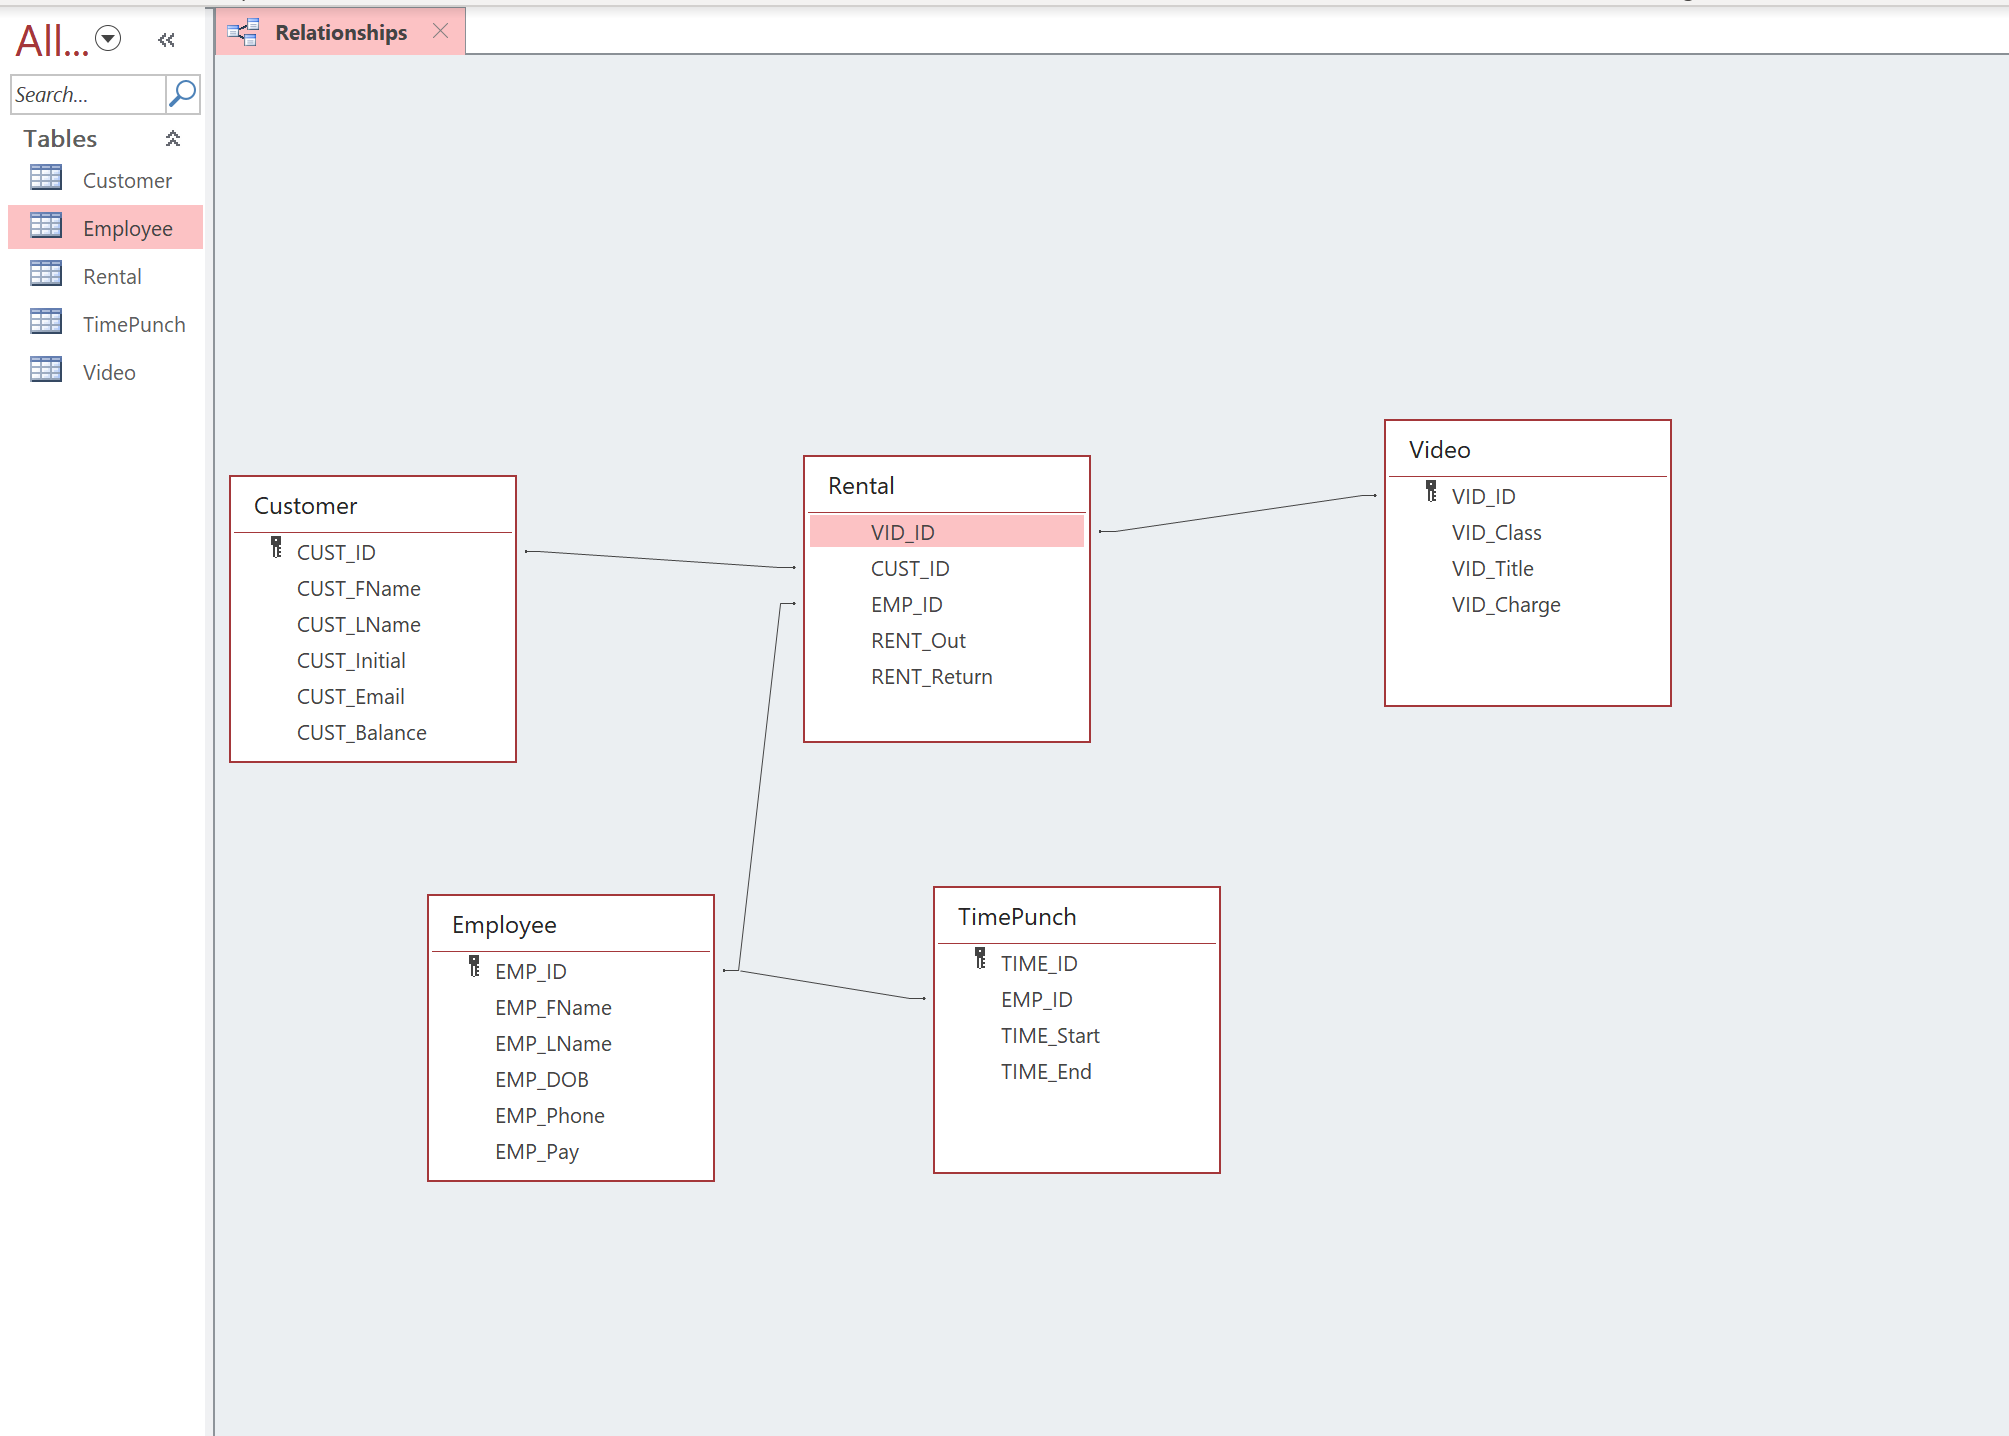 All...
Search...
Tables
Customer
Employee
Rental
TimePunch
Video
Relationships
Customer
CUST_ID
CUST_FName
CUST_LName
CUST_Initial
CUST_Email
CUST_Balance
Rental
VID_ID
CUST_ID
EMP_ID
RENT_Out
RENT_Return
Video
VID_ID
VID_Class
VID_Title
VID_Charge
Employee
EMP_ID
EMP_FName
EMP_LName
EMP_DOB
EMP_Phone
EMP_Pay
TimePunch
TIME_ID
EMP_ID
TIME_Start
TIME_End